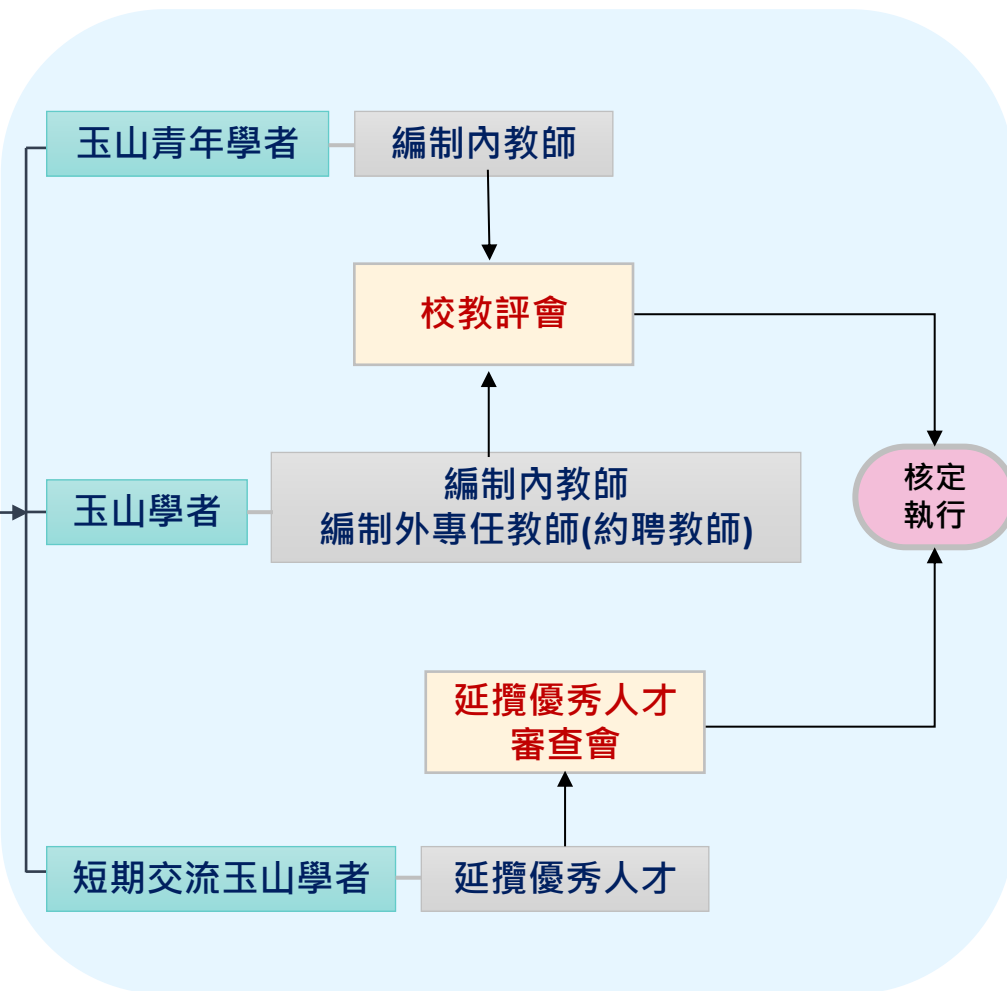 玉山青年學者
編制內教師
校教評會
玉山學者
編制內教師
編制外專任教師(約聘教師)
核定
執行
延攬優秀人才
審查會
短期交流玉山學者
延攬優秀人才